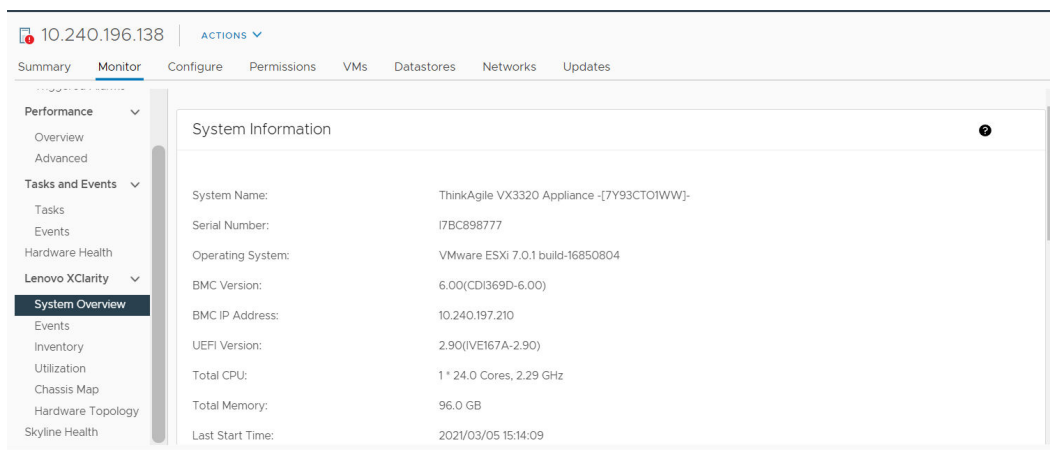 10.240.196.138 ACTIONS
Summary Monitor Configure Permissions VMs Datastores Networks Updates
Performance
Overview
Advanced
Tasks and Events
Tasks
Events
Hardware Health
Lenovo XClarity
System Overview
Events
Inventory
Utilization
Chassis Map
Hardware Topology
Skyline Health
System Information
System Name: ThinkAgile VX3320 Appliance -[7Y93CTO1WW]-
Serial Number: I7BC898777
Operating System: VMware ESXi 7.0.1 build-16850804
BMC Version: 6.00(CDI369D-6.00)
BMC IP Address: 10.240.197.210
UEFI Version: 2.90(IVE167A-2.90)
Total CPU: 1 * 24.0 Cores, 2.29 GHz
Total Memory: 96.0 GB
Last Start Time: 2021/03/05 15:14:09